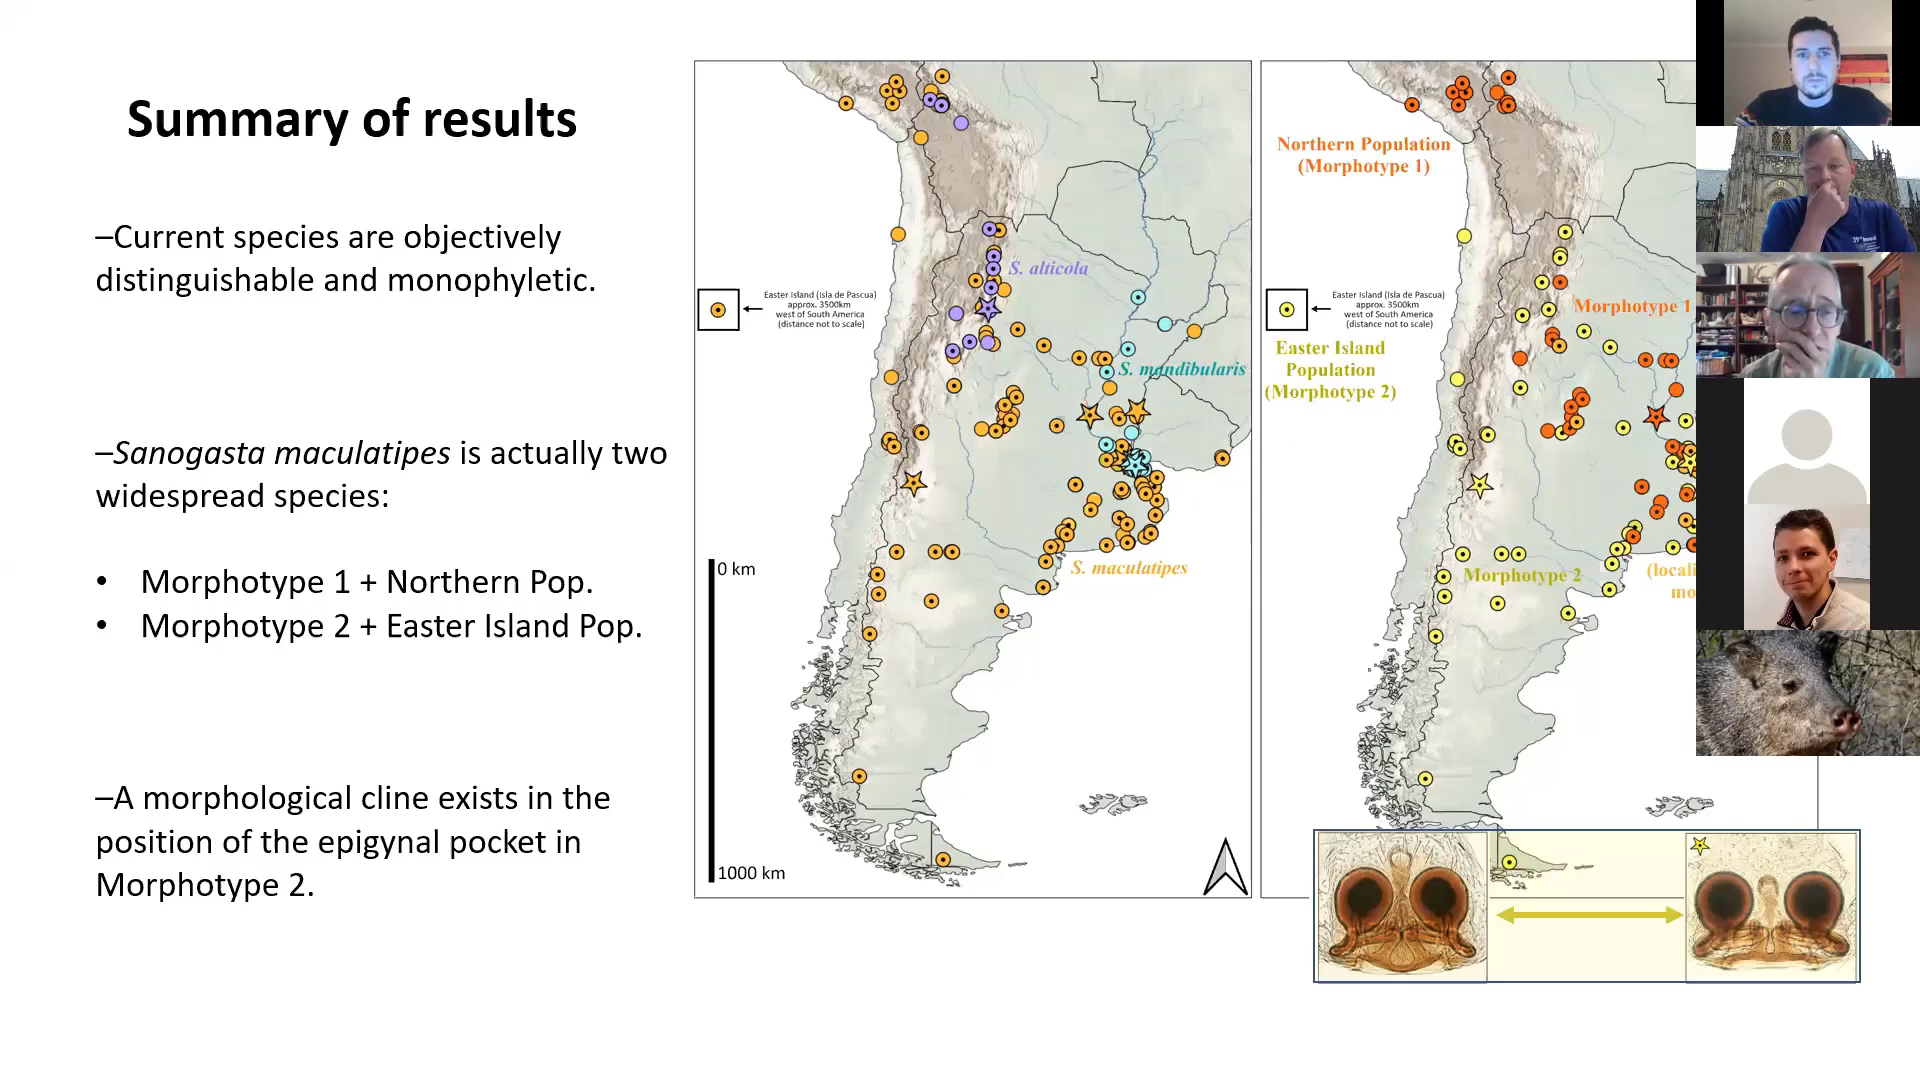 Summary of results
–Current species are objectively
distinguishable and monophyletic.
–Sanogasta maculatipes is actually two
widespread species:
• Morphotype 1 + Northern Pop.
• Morphotype 2 + Easter Island Pop.
–A morphological cline exists in the
position of the epigynal pocket in
Morphotype 2.
S. alticola
Easter Island (Isla de Pascua)
approx. 3500km
west of South America
(distance not to scale)
S. mandibularis
S. maculatipes
0 km
1000 km
Northern Population
(Morphotype 1)
Easter Island (Isla de Pascua)
approx. 3500km
west of South America
(distance not to scale)
Morphotype 1
Easter Island
Population
(Morphotype 2)
Morphotype 2
(locali
mo